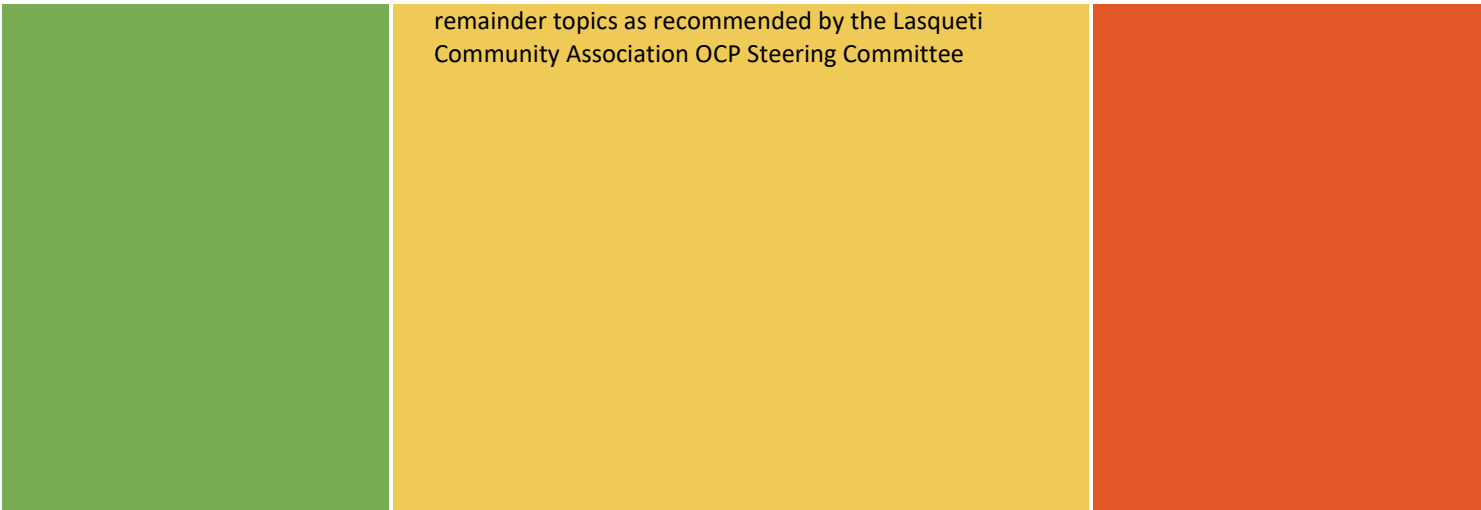 remainder topics as recommended by the Lasqueti
Community Association OCP Steering Committee